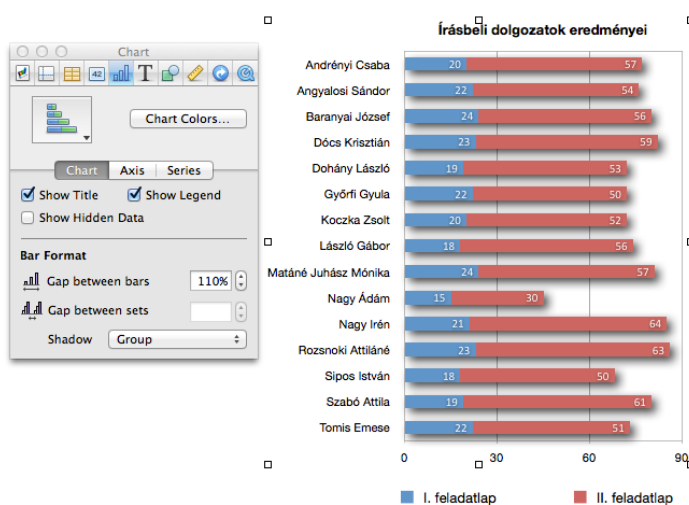 Chart
42
T
Chart Colors...
Chart Axis Series
Show Title Show Legend
Show Hidden Data
Bar Format
Gap between bars 110%
Gap between sets
Shadow Group
Írásbeli dolgozatok eredményei
Andrényi Csaba 20 57
Angyalosi Sándor 22 54
Baranyai József 24 56
Dócs Krisztián 23 59
Dohány László 19 53
Győrfi Gyula 22 50
Koczka Zsolt 20 52
László Gábor 18 56
Matáné Juhász Mónika 24 57
Nagy Ádám 15 30
Nagy Irén 21 64
Rozsnoki Attiláné 23 63
Sipos István 18 50
Szabó Attila 19 61
Tomis Emese 22 51
0 30 60 90
I. feladatlap II. feladatlap